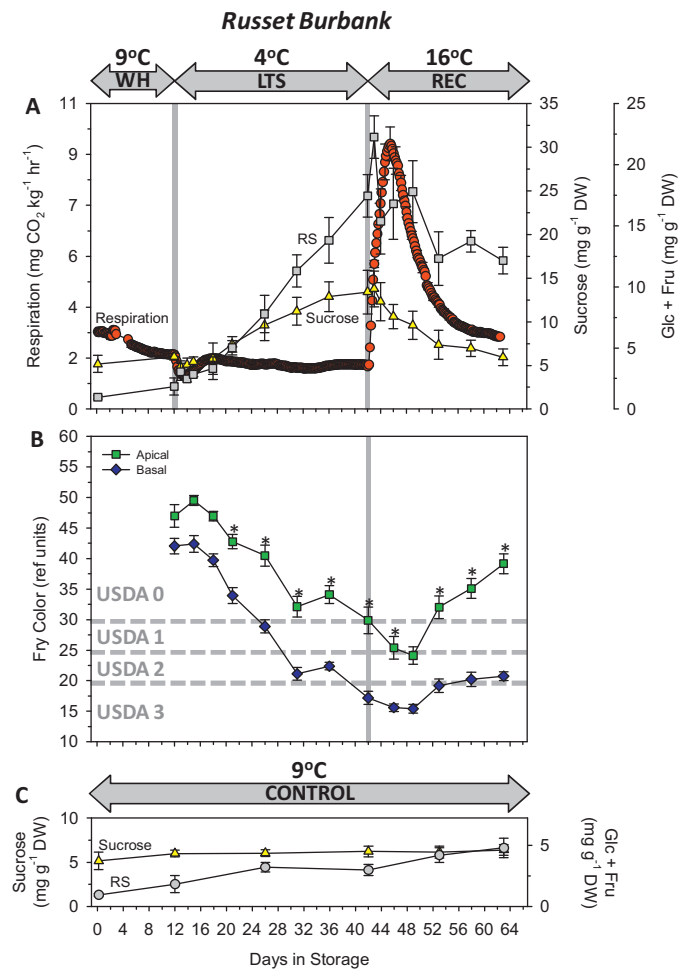 Russet Burbank
9°C 4°C 16°C
WH LTS REC
A
11 35 25
9 30 20
7 25 15
6 20
4 15 10
2 10 5
0 5 0
0
Respiration (mg CO₂ kg⁻¹ hr⁻¹)
Sucrose (mg g⁻¹ DW)
Glc + Fru (mg g⁻¹ DW)
RS
Respiration
Sucrose
B
60
55
50
45
40
35
30
25
20
15
10
Fry Color (ref units)
Apical
Basal
* * * * * * * * *
USDA 0
USDA 1
USDA 2
USDA 3
9°C
CONTROL
C
10
5 5
0 0
Sucrose
(mg g⁻¹ DW)
Glc + Fru
(mg g⁻¹ DW)
Sucrose
RS
0 4 8 12 16 20 24 28 32 36 40 44 48 52 56 60 64
Days in Storage